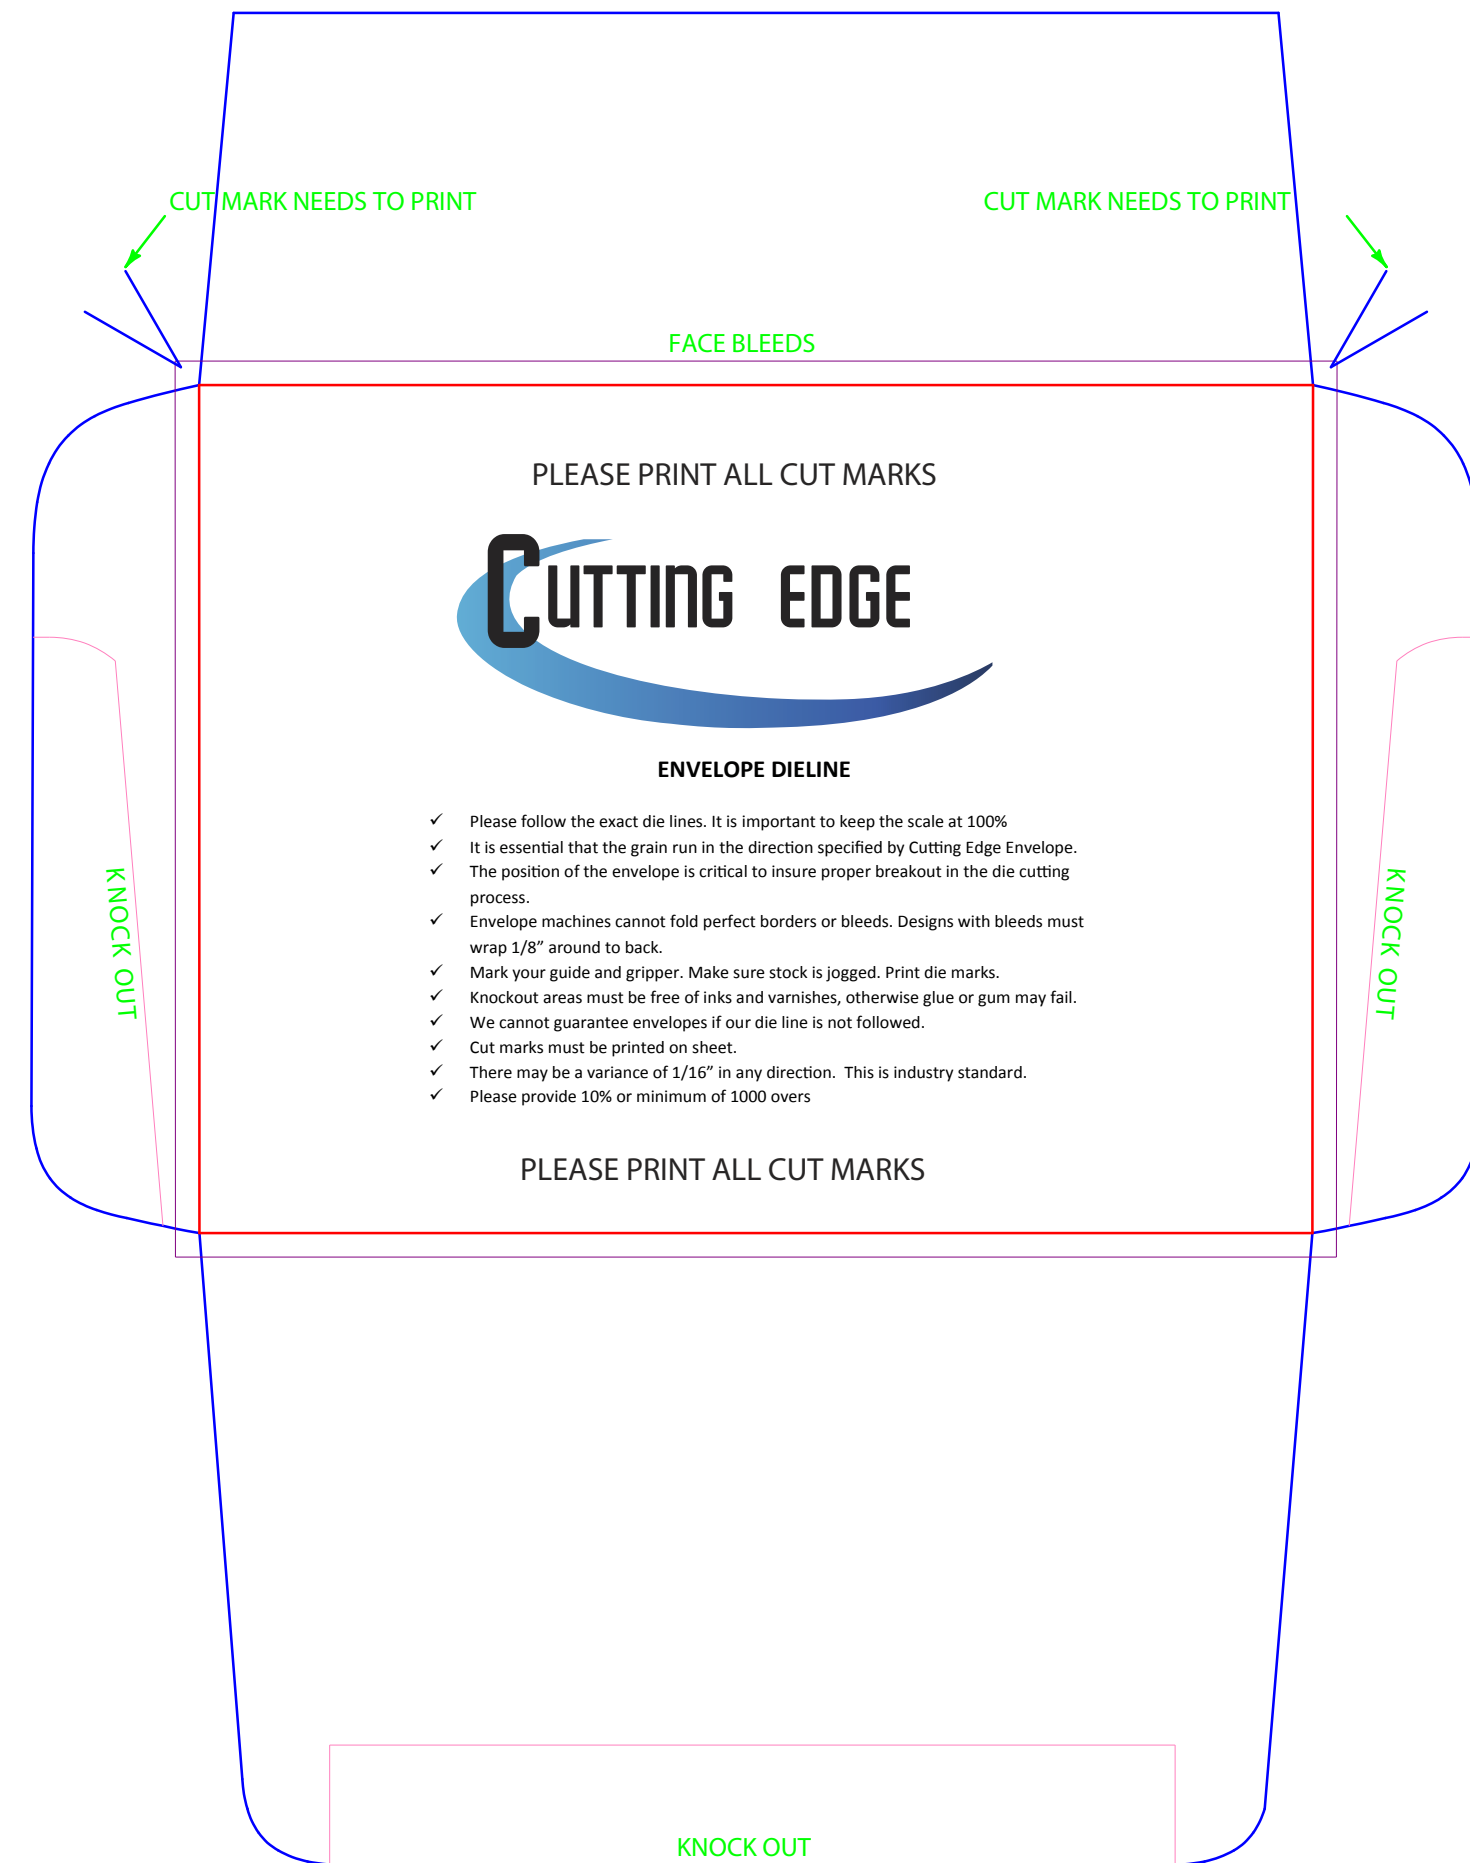 CUT MARK NEEDS TO PRINT
CUT MARK NEEDS TO PRINT
FACE BLEEDS
PLEASE PRINT ALL CUT MARKS
CUTTING EDGE
ENVELOPE DIELINE
✓ Please follow the exact die lines. It is important to keep the scale at 100%
✓ It is essential that the grain run in the direction specified by Cutting Edge Envelope.
✓ The position of the envelope is critical to insure proper breakout in the die cutting
process.
✓ Envelope machines cannot fold perfect borders or bleeds. Designs with bleeds must
wrap 1/8” around to back.
✓ Mark your guide and gripper. Make sure stock is jogged. Print die marks.
✓ Knockout areas must be free of inks and varnishes, otherwise glue or gum may fail.
✓ We cannot guarantee envelopes if our die line is not followed.
✓ Cut marks must be printed on sheet.
✓ There may be a variance of 1/16” in any direction.  This is industry standard.
✓ Please provide 10% or minimum of 1000 overs
KNOCK OUT
KNOCK OUT
PLEASE PRINT ALL CUT MARKS
KNOCK OUT